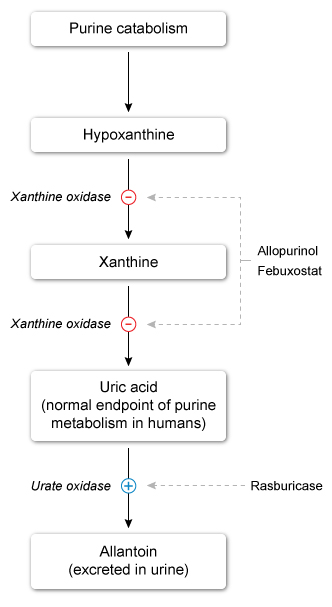 Purine catabolism
Hypoxanthine
Xanthine oxidase
Allopurinol
Febuxostat
Xanthine
Xanthine oxidase
Uric acid
(normal endpoint of purine
metabolism in humans)
Urate oxidase
Rasburicase
Allantoin
(excreted in urine)